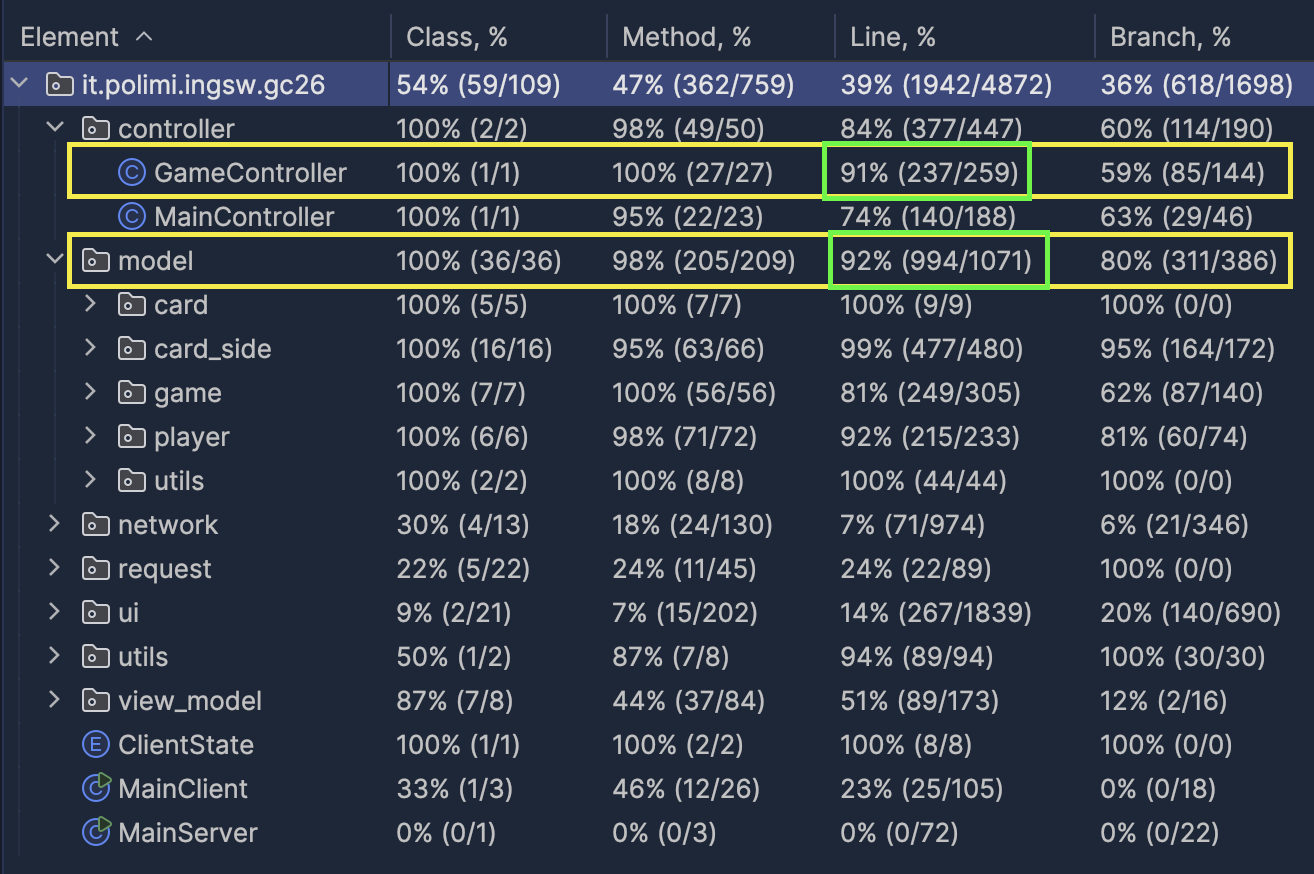 Element Class, % Method, % Line, % Branch, %
it.polimi.ingsw.gc26 54% (59/109) 47% (362/759) 39% (1942/4872) 36% (618/1698)
controller 100% (2/2) 98% (49/50) 84% (377/447) 60% (114/190)
C GameController 100% (1/1) 100% (27/27) 91% (237/259) 59% (85/144)
C MainController 100% (1/1) 95% (22/23) 74% (140/188) 63% (29/46)
model 100% (36/36) 98% (205/209) 92% (994/1071) 80% (311/386)
card 100% (5/5) 100% (7/7) 100% (9/9) 100% (0/0)
card_side 100% (16/16) 95% (63/66) 99% (477/480) 95% (164/172)
game 100% (7/7) 100% (56/56) 81% (249/305) 62% (87/140)
player 100% (6/6) 98% (71/72) 92% (215/233) 81% (60/74)
utils 100% (2/2) 100% (8/8) 100% (44/44) 100% (0/0)
network 30% (4/13) 18% (24/130) 7% (71/974) 6% (21/346)
request 22% (5/22) 24% (11/45) 24% (22/89) 100% (0/0)
ui 9% (2/21) 7% (15/202) 14% (267/1839) 20% (140/690)
utils 50% (1/2) 87% (7/8) 94% (89/94) 100% (30/30)
view_model 87% (7/8) 44% (37/84) 51% (89/173) 12% (2/16)
E ClientState 100% (1/1) 100% (2/2) 100% (8/8) 100% (0/0)
C MainClient 33% (1/3) 46% (12/26) 23% (25/105) 0% (0/18)
C MainServer 0% (0/1) 0% (0/3) 0% (0/72) 0% (0/22)